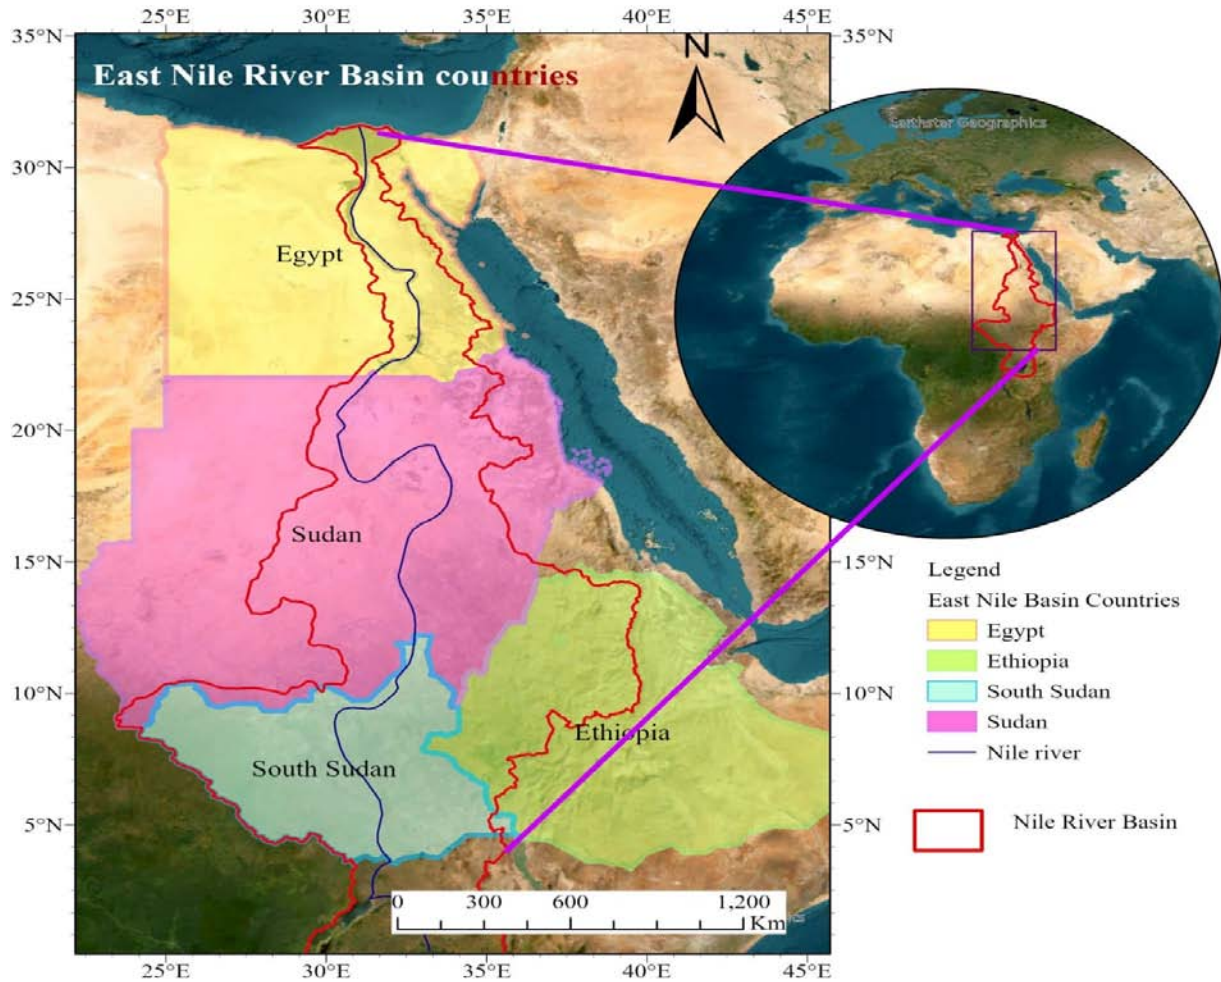 25°E 30°E 35°E 40°E 45°E
35°N 35°N
N
East Nile River Basin countries
Earthstar Geographics
30°N
Egypt
25°N
20°N
Sudan
15°N 15°N
Legend
East Nile Basin Countries
Egypt
Ethiopia
South Sudan
Sudan
Nile river
10°N 10°N
Ethiopia
South Sudan
5°N 5°N
Nile River Basin
0 300 600 1,200
Km
25°E 30°E 35°E 40°E 45°E